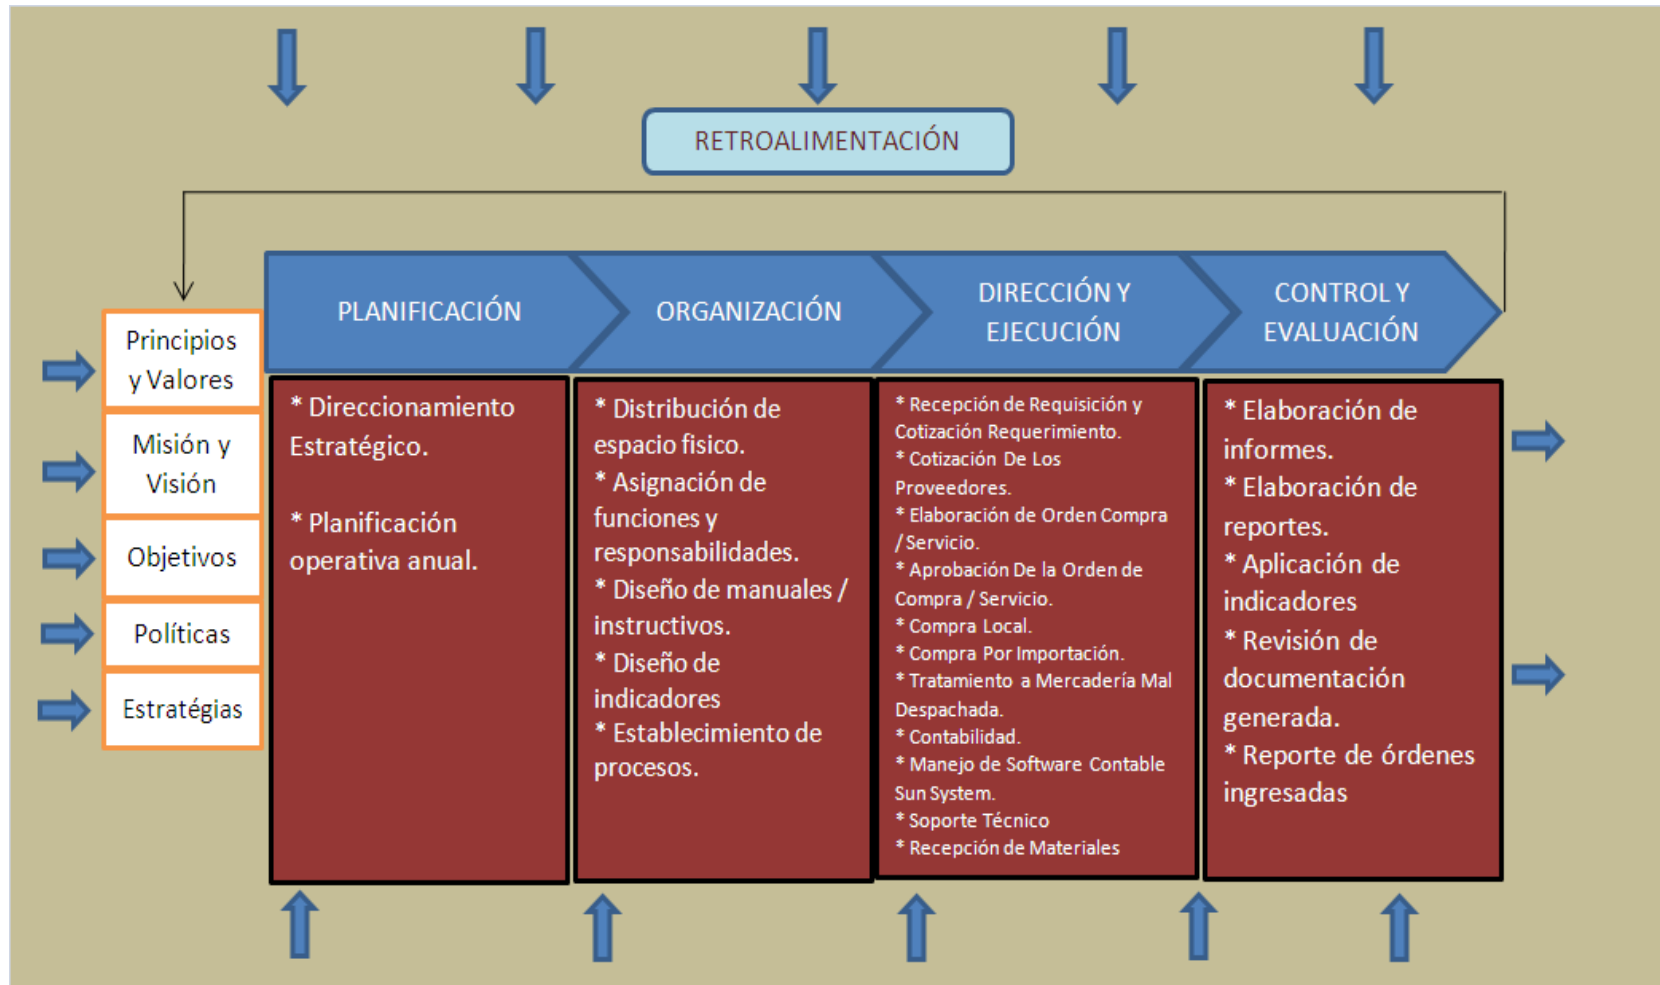 RETROALIMENTACIÓN
Principios
y Valores
Misión y
Visión
Objetivos
Políticas
Estratégias
PLANIFICACIÓN
* Direccionamiento
Estratégico.
* Planificación
operativa anual.
ORGANIZACIÓN
* Distribución de
espacio fisico.
* Asignación de
funciones y
responsabilidades.
* Diseño de manuales /
instructivos.
* Diseño de
indicadores
* Establecimiento de
procesos.
DIRECCIÓN Y
EJECUCIÓN
* Recepción de Requisición y
Cotización Requerimiento.
* Cotización De Los
Proveedores.
* Elaboración de Orden Compra
/ Servicio.
* Aprobación De la Orden de
Compra / Servicio.
* Compra Local.
* Compra Por Importación.
* Tratamiento a Mercadería Mal
Despachada.
* Contabilidad.
* Manejo de Software Contable
Sun System.
* Soporte Técnico
* Recepción de Materiales
CONTROL Y
EVALUACIÓN
* Elaboración de
informes.
* Elaboración de
reportes.
* Aplicación de
indicadores
* Revisión de
documentación
generada.
* Reporte de órdenes
ingresadas